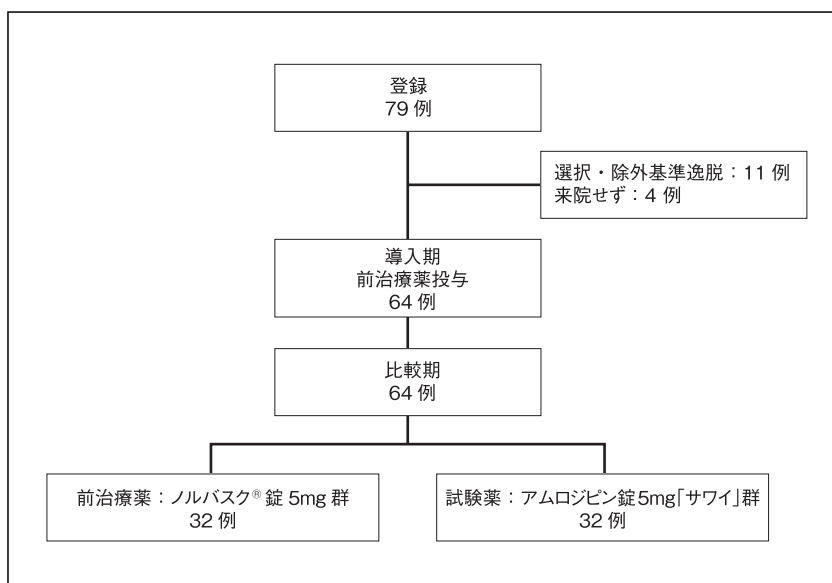 登録
79 例
選択・除外基準逸脱：11 例
来院せず：4 例
導入期
前治療薬投与
64 例
比較期
64 例
前治療薬：ノルバスク® 錠 5mg 群
32 例
試験薬：アムロジピン錠5mg「サワイ」群
32 例